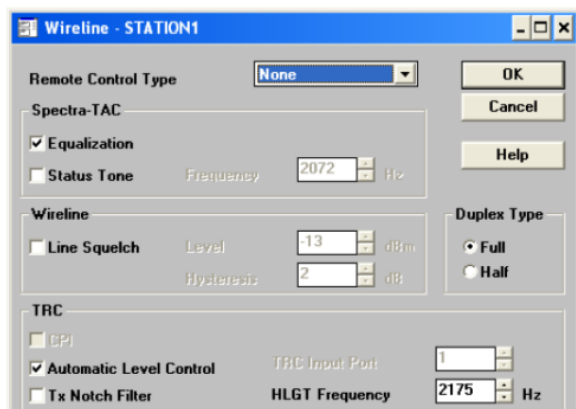 Wireline - STATION1
Remote Control Type None OK
Spectra-TAC Cancel
Equalization
Status Tone Frequency 2072 Hz Help
Wireline Duplex Type
Line Squelch Level -13 dBm Full
Hysteresis 2 dB Half
TRC
CPI
Automatic Level Control TRC Input Port 1
Tx Notch Filter HLGT Frequency 2175 Hz